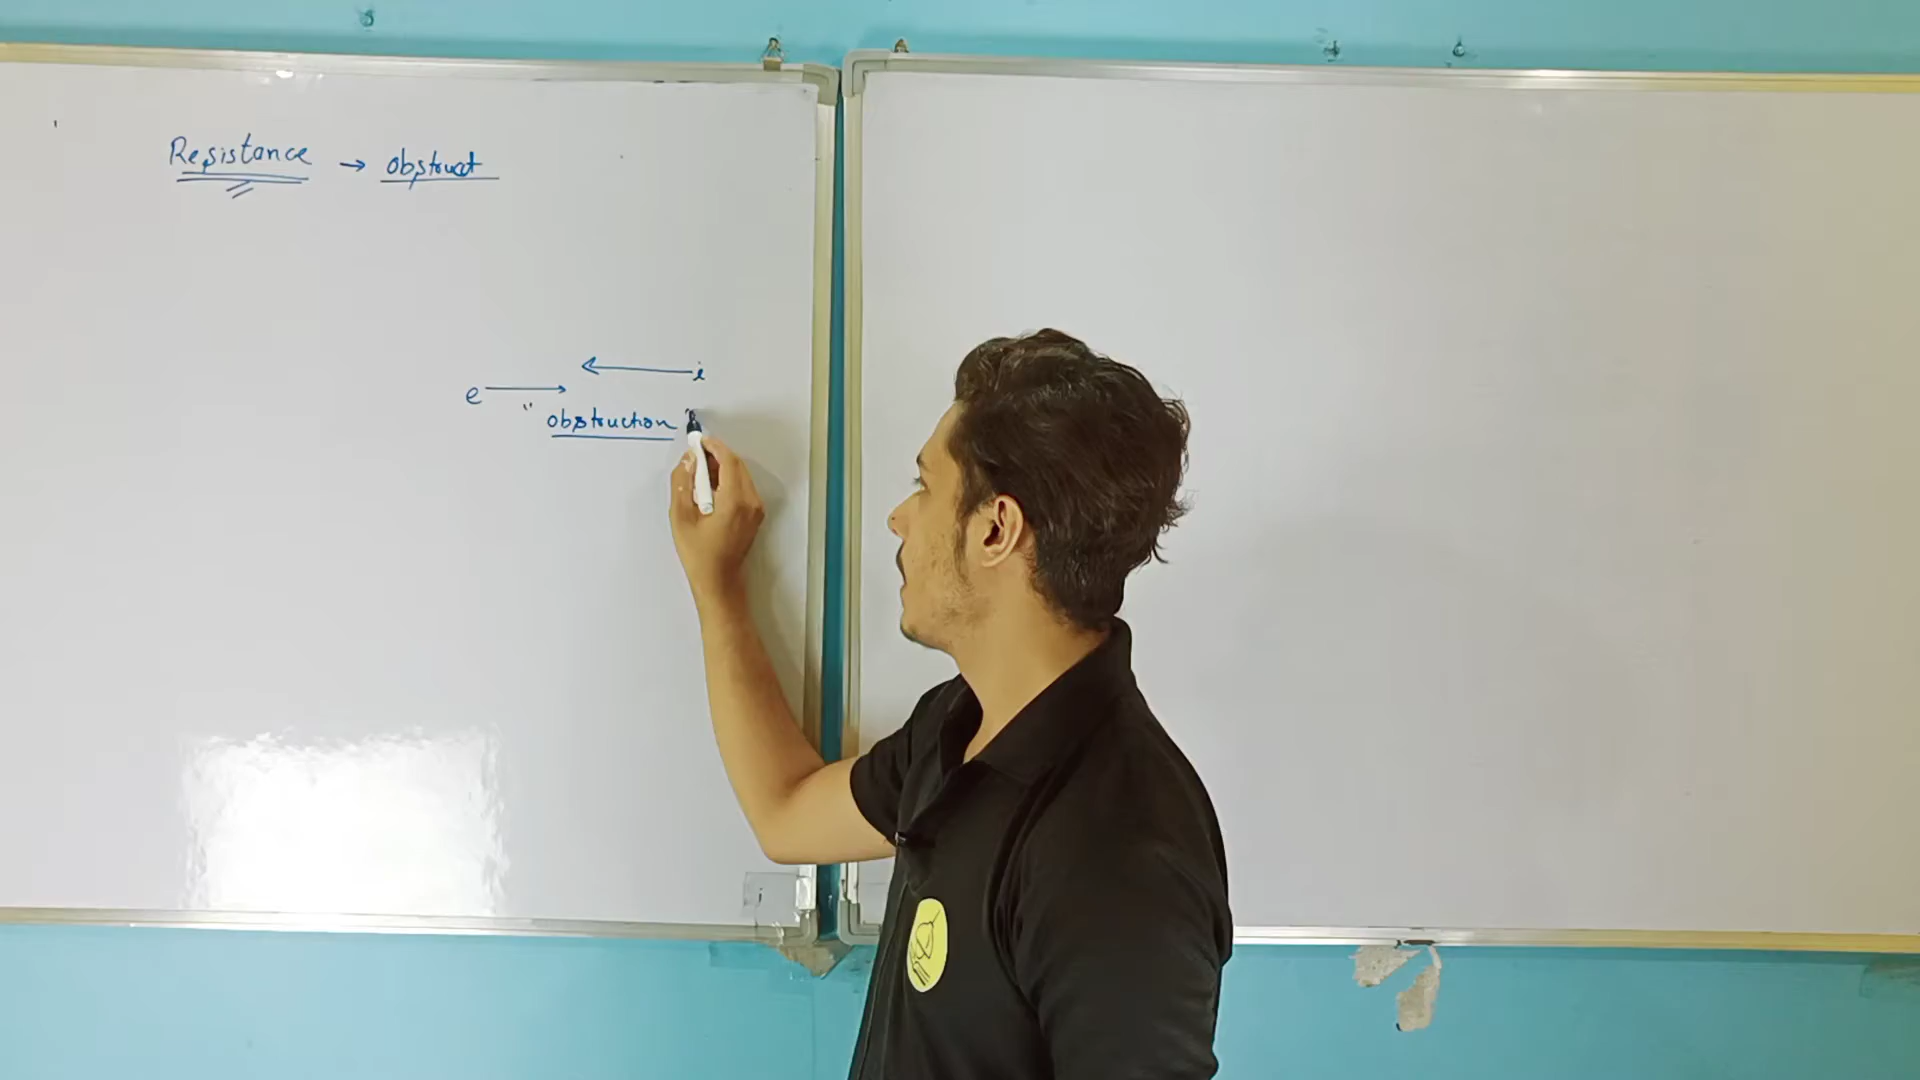 Resistance → obstruct
← i
e →
" obstruction "